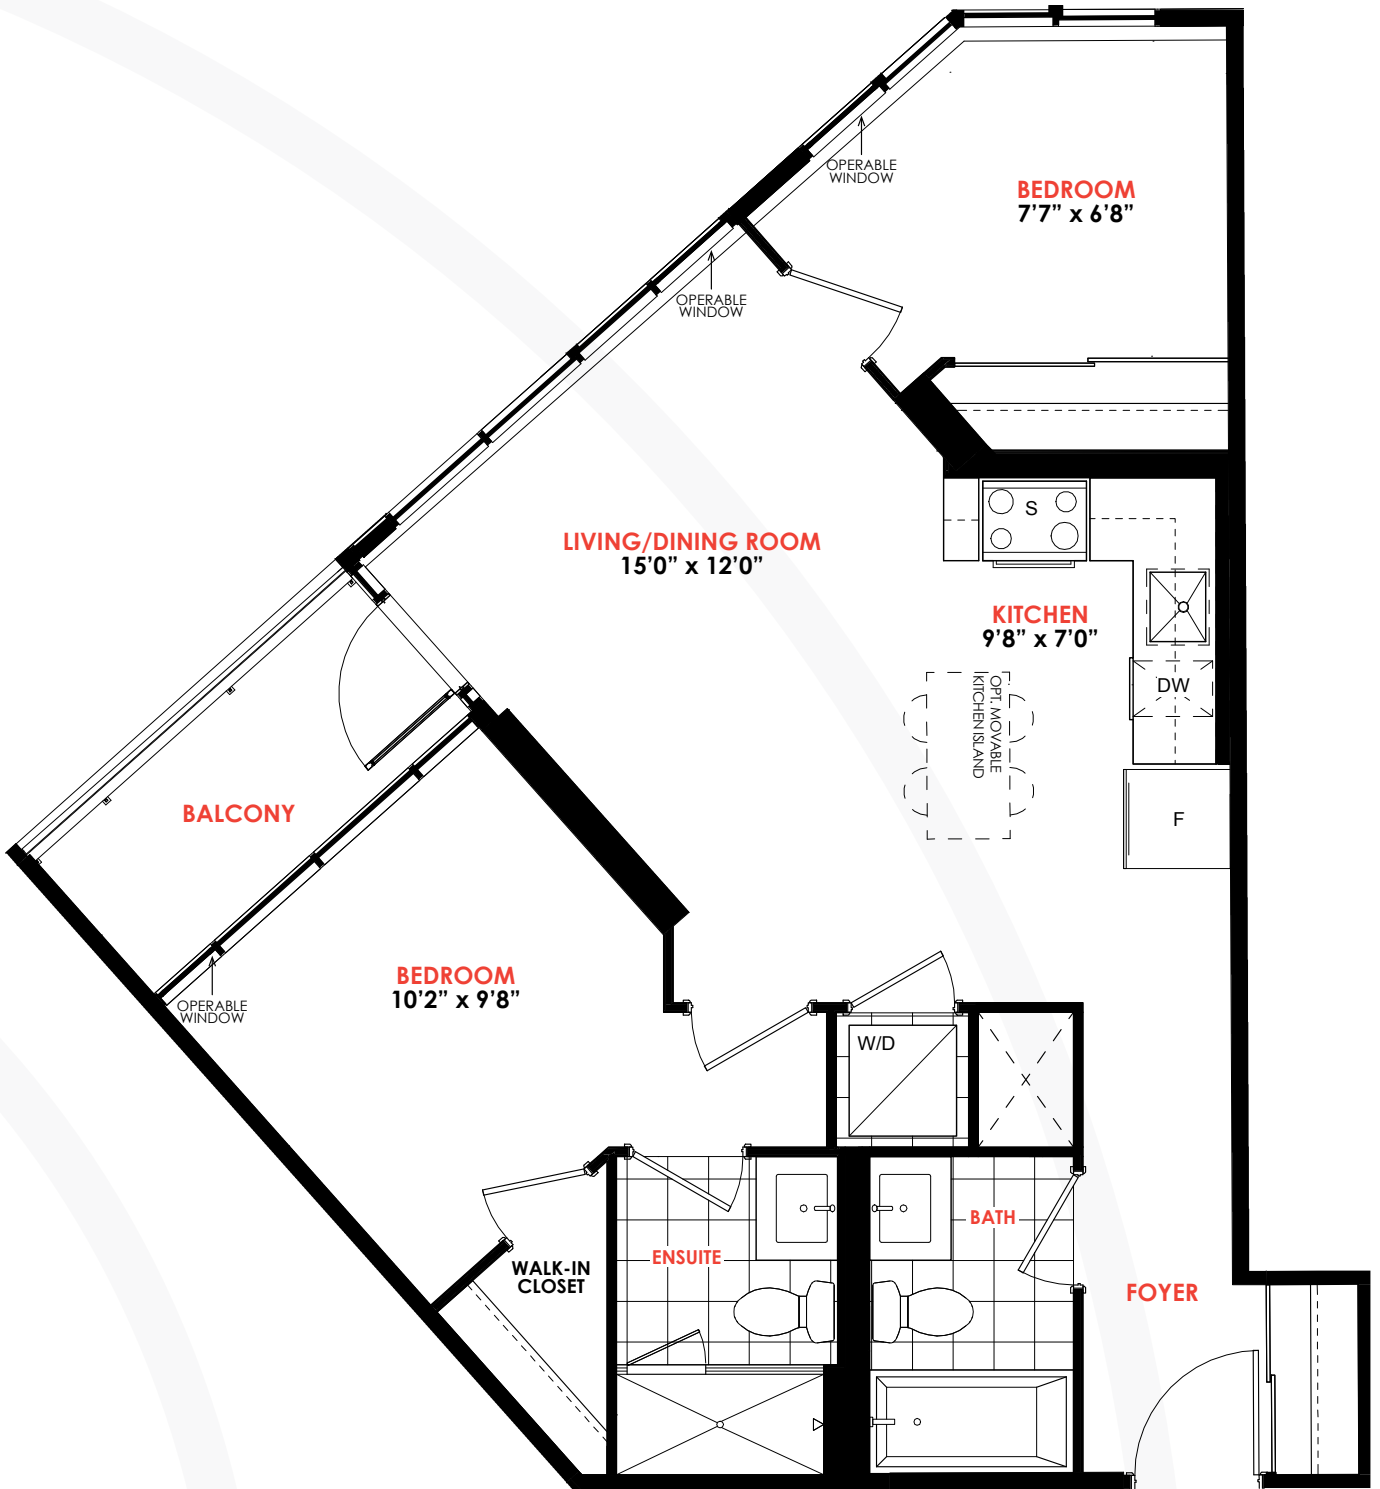 OPERABLE
WINDOW
BEDROOM
7'7" x 6'8"
OPERABLE
WINDOW
S
LIVING/DINING ROOM
15'0" x 12'0"
KITCHEN
9'8" x 7'0"
OPT. MOVABLE
KITCHEN ISLAND
DW
F
BALCONY
BEDROOM
10'2" x 9'8"
OPERABLE
WINDOW
W/D
X
BATH
ENSUITE
WALK-IN
CLOSET
FOYER